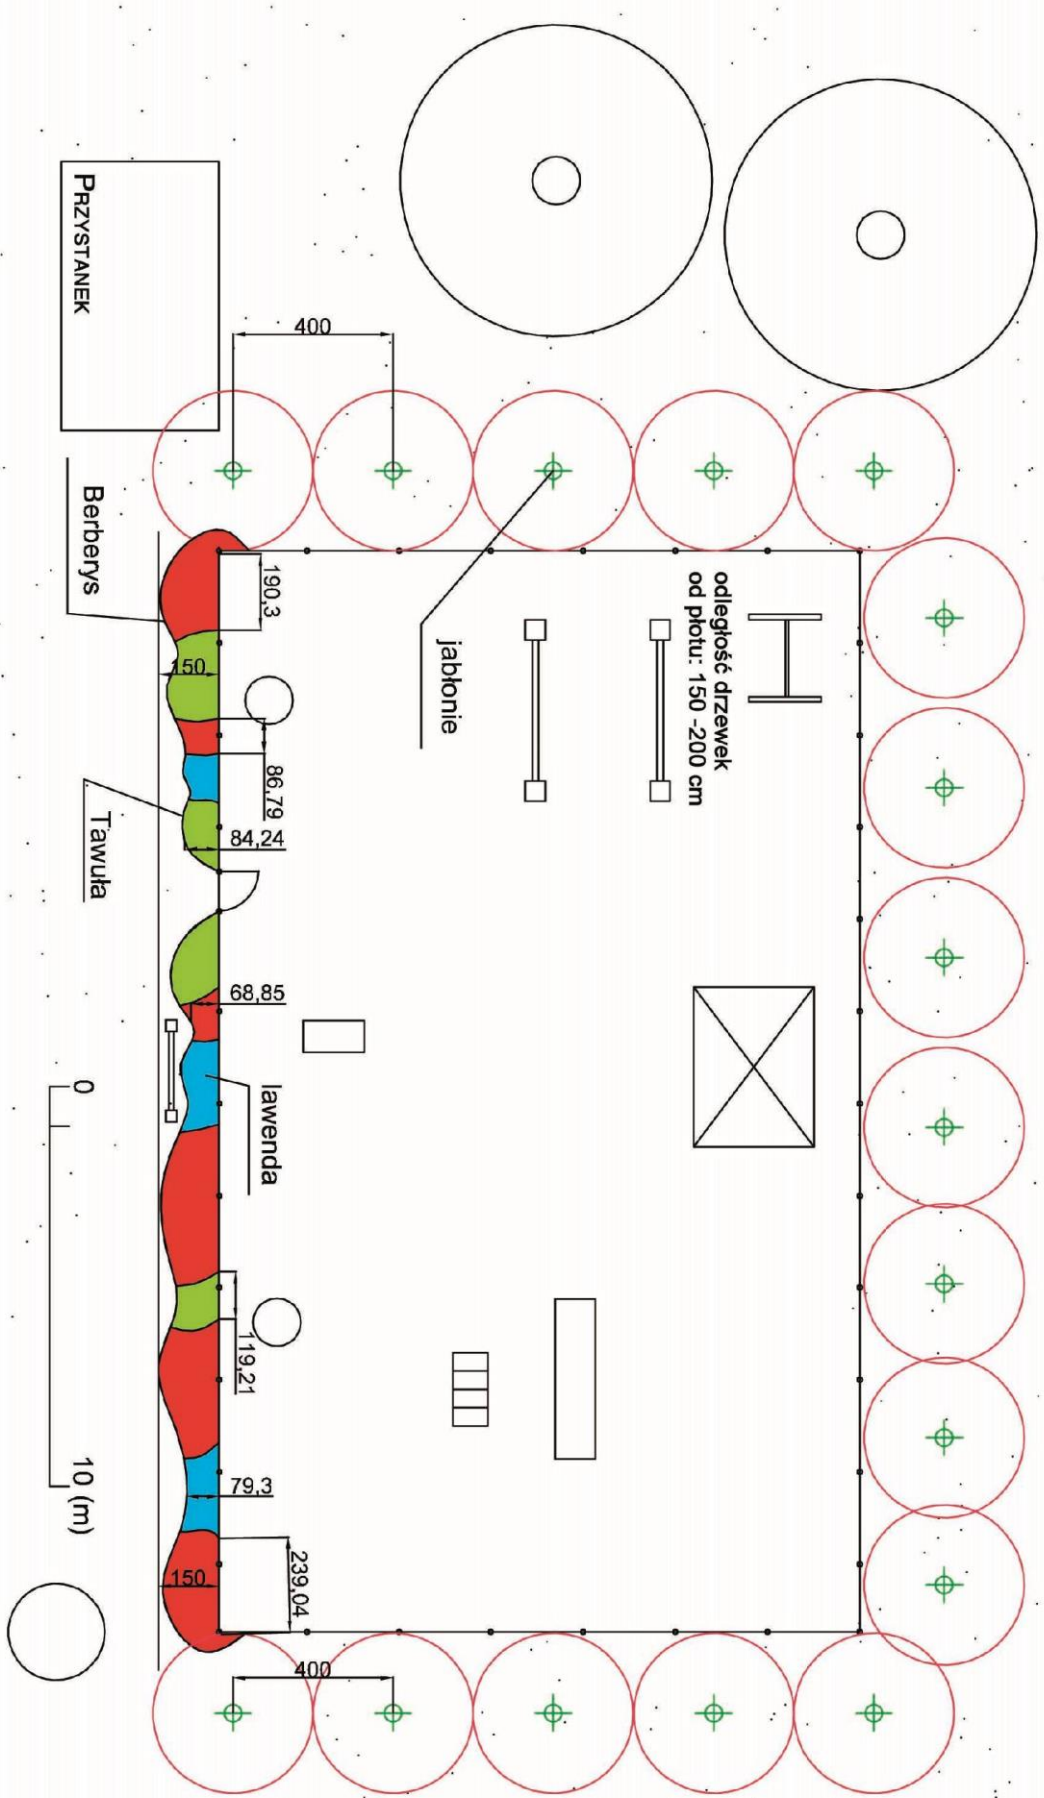 PRZYSTANEK
400
Berberys
190,3
150
jabłonie
odległość drzewek
od płotu: 150 -200 cm
86,79
84,24
Tawuła
68,85
lawenda
0
10 (m)
119,21
79,3
239,04
150
400